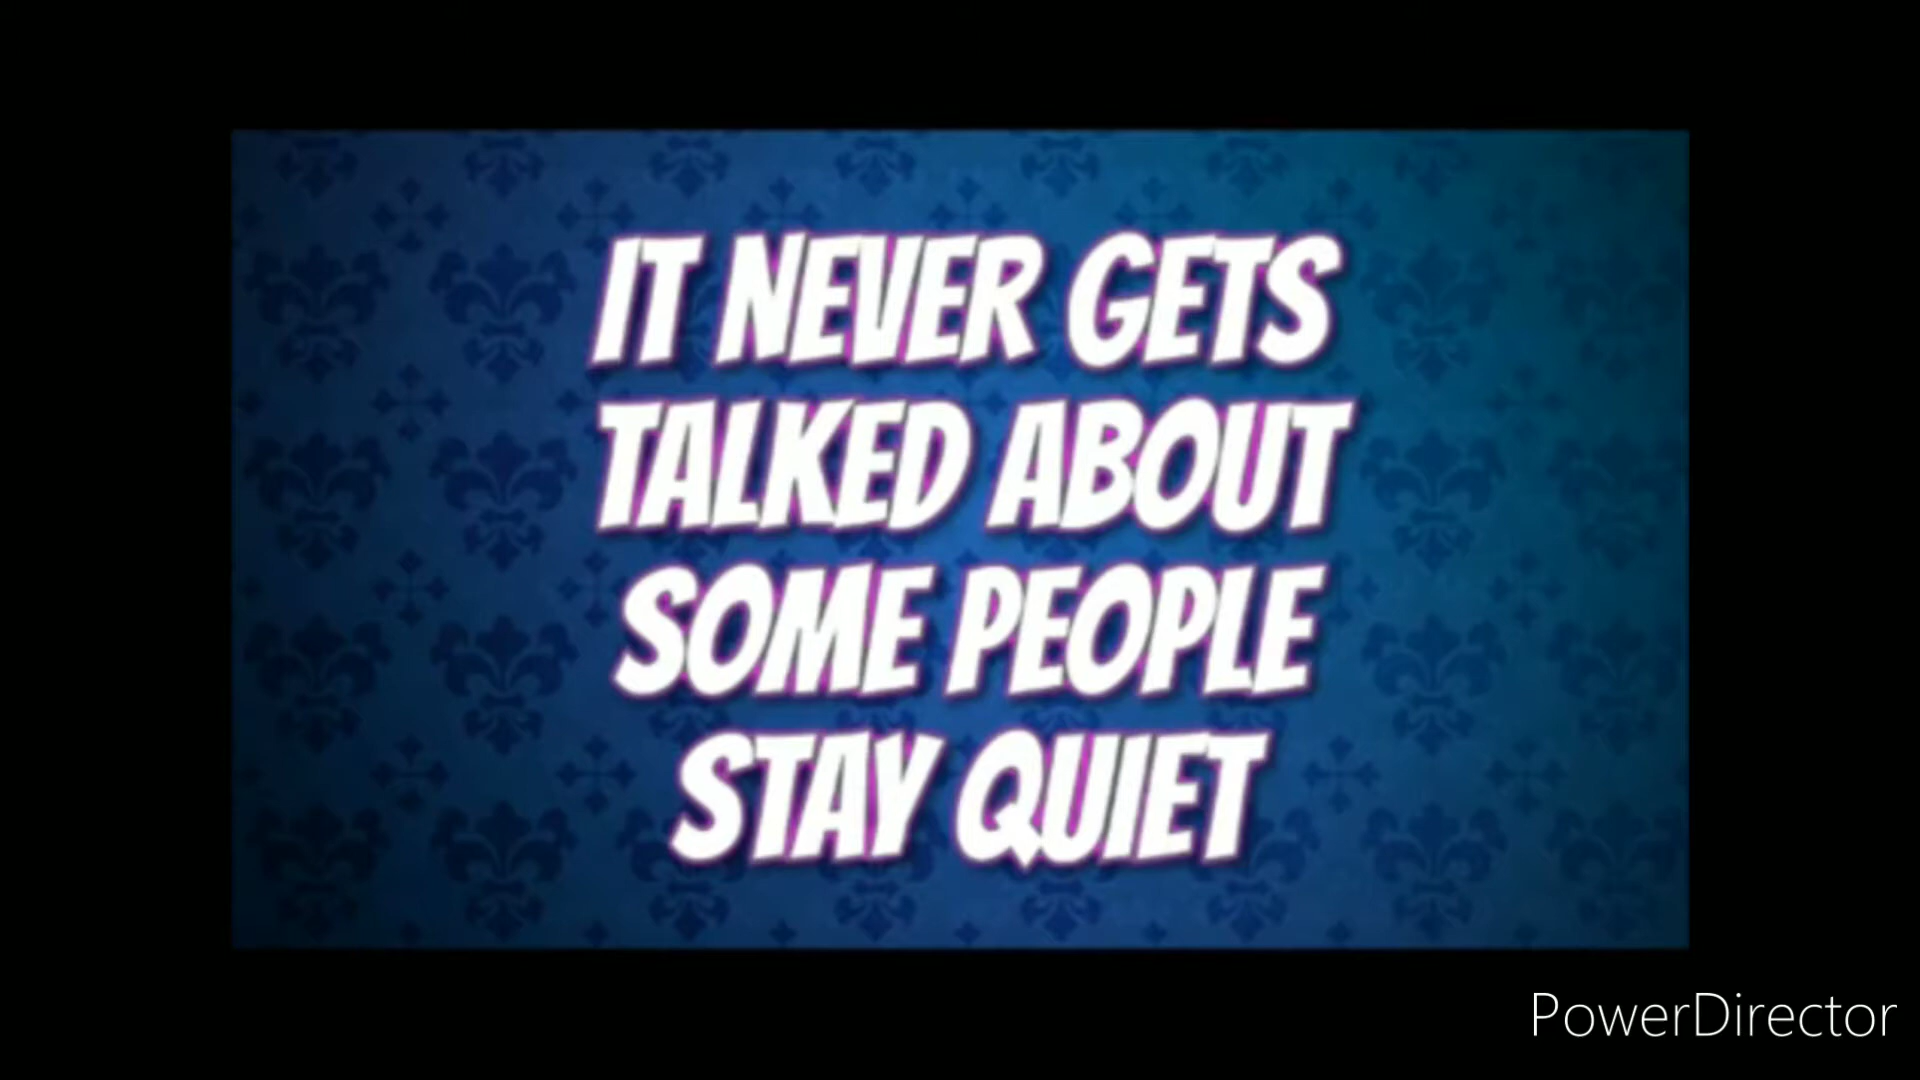 IT NEVER GETS
TALKED ABOUT
SOME PEOPLE
STAY QUIET
PowerDirector